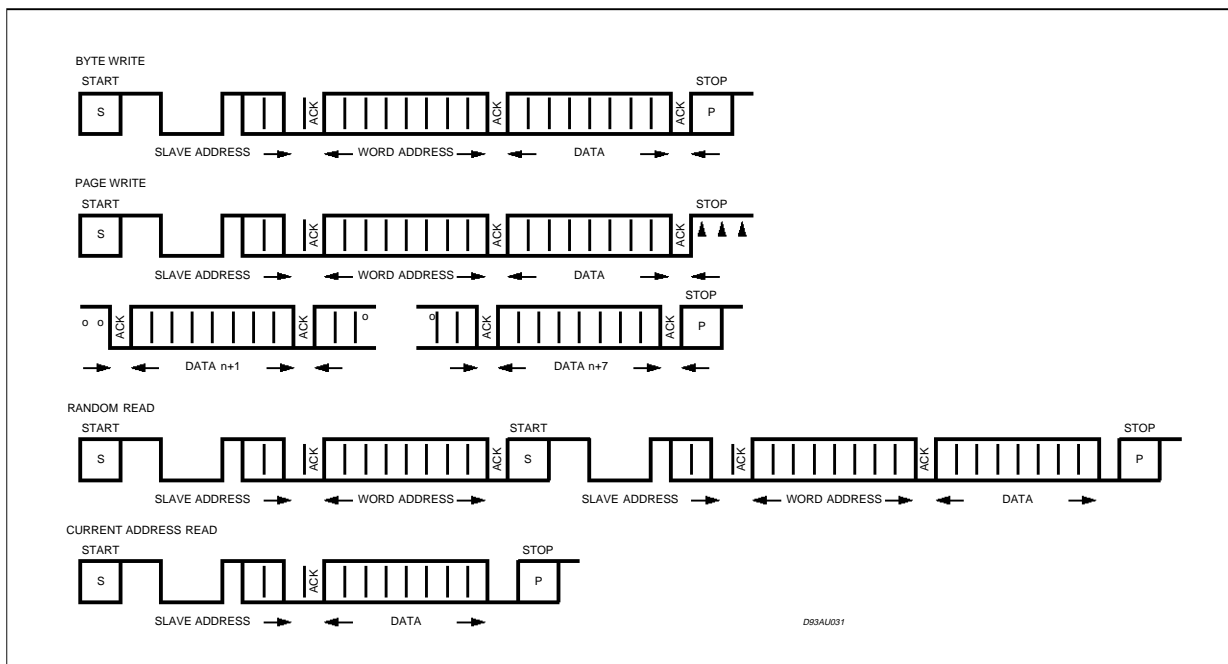 BYTE WRITE
START STOP
S ACK ACK ACK P
SLAVE ADDRESS WORD ADDRESS DATA
PAGE WRITE
START STOP
S ACK ACK ACK
SLAVE ADDRESS WORD ADDRESS DATA
STOP
o o ACK ACK o o ACK ACK P
DATA n+1 DATA n+7
RANDOM READ
START START STOP
S ACK ACK S ACK ACK P
SLAVE ADDRESS WORD ADDRESS SLAVE ADDRESS WORD ADDRESS DATA
CURRENT ADDRESS READ
START STOP
S ACK P
SLAVE ADDRESS DATA
D93AU031